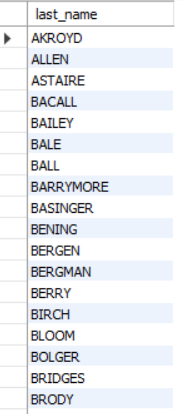 last_name
AKROYD
ALLEN
ASTAIRE
BACALL
BAILEY
BALE
BALL
BARRYMORE
BASINGER
BENING
BERGEN
BERGMAN
BERRY
BIRCH
BLOOM
BOLGER
BRIDGES
BRODY